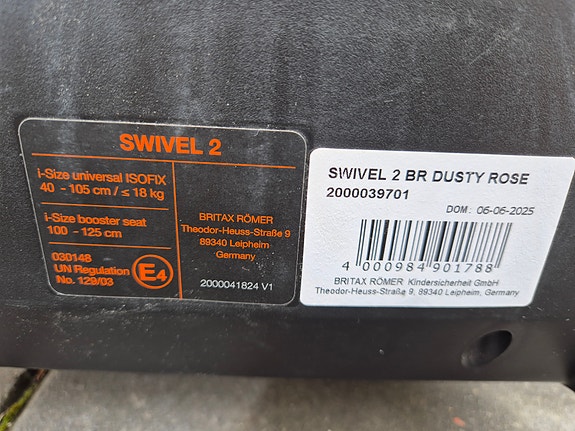 SWIVEL 2
i-Size universal ISOFIX
40 - 105 cm / ≤ 18 kg
i-Size booster seat
100 - 125 cm
030148
UN Regulation
No. 129/03
E4
BRITAX RÖMER
Theodor-Heuss-Straße 9
89340 Leipheim
Germany
2000041824 V1
SWIVEL 2 BR DUSTY ROSE
2000039701
DOM: 06-06-2025
4 000984 901788
BRITAX RÖMER Kindersicherheit GmbH
Theodor-Heuss-Straße 9, 89340 Leipheim, Germany